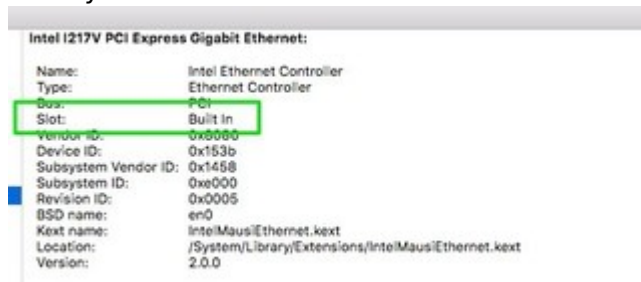 Intel I217V PCI Express Gigabit Ethernet:
Name: Intel Ethernet Controller
Type: Ethernet Controller
Bus: PCI
Slot: Built In
Vendor ID: 0x8086
Device ID: 0x153b
Subsystem Vendor ID: 0x1458
Subsystem ID: 0xe000
Revision ID: 0x0005
BSD name: en0
Kext name: IntelMausiEthernet.kext
Location: /System/Library/Extensions/IntelMausiEthernet.kext
Version: 2.0.0